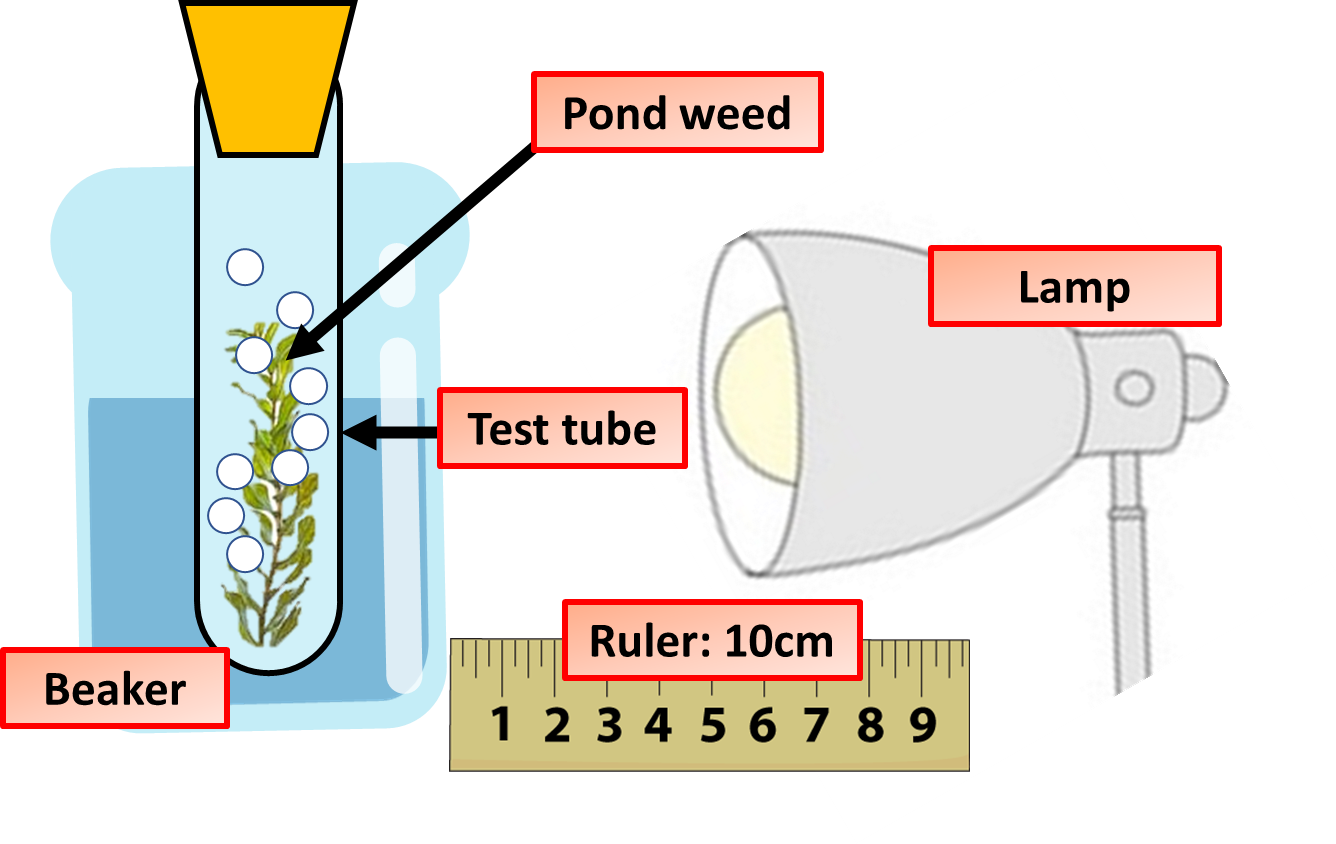 Pond weed
Lamp
Test tube
Ruler: 10cm
Beaker
1 2 3 4 5 6 7 8 9